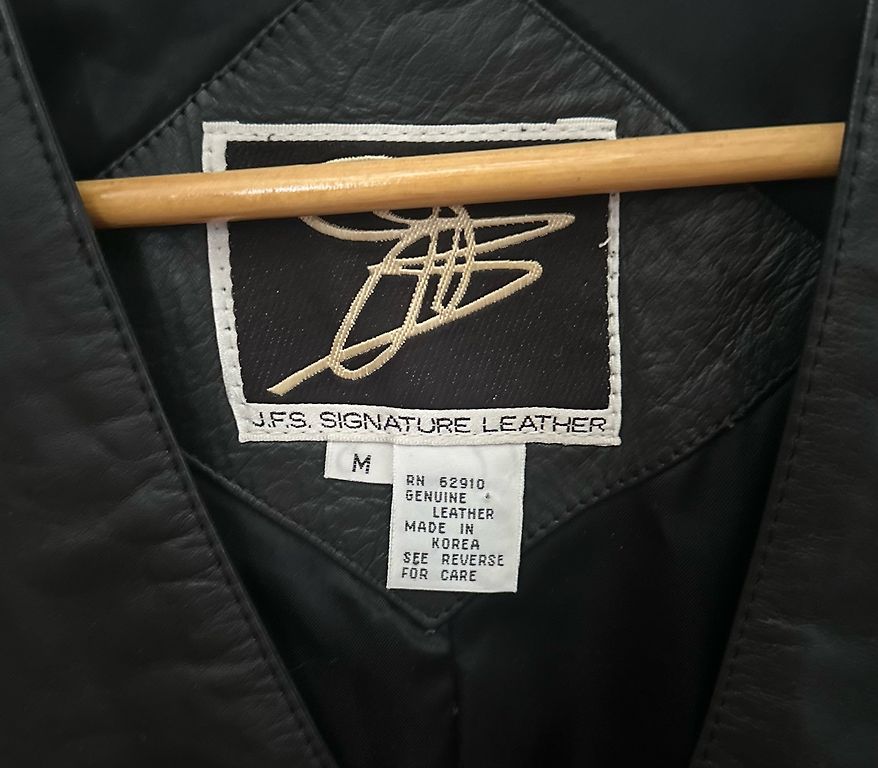 J.F.S. SIGNATURE LEATHER
M
RN 62910
GENUINE
LEATHER
MADE IN
KOREA
SEE REVERSE
FOR CARE